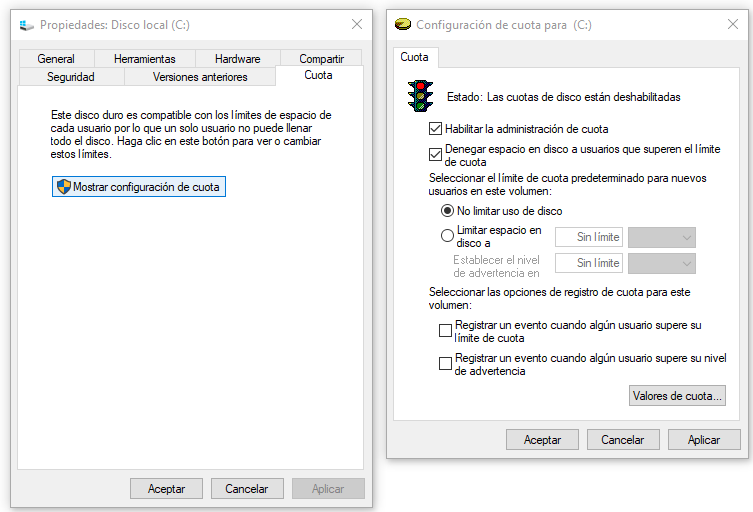 Propiedades: Disco local (C:)
General
Herramientas
Hardware
Compartir
Seguridad
Versiones anteriores
Cuota
Este disco duro es compatible con los límites de espacio de
cada usuario por lo que un solo usuario no puede llenar
todo el disco. Haga clic en este botón para ver o cambiar
estos límites.
Mostrar configuración de cuota
Aceptar
Cancelar
Aplicar
Configuración de cuota para (C:)
Cuota
Estado: Las cuotas de disco están deshabilitadas
Habilitar la administración de cuota
Denegar espacio en disco a usuarios que superen el límite
de cuota
Seleccionar el límite de cuota predeterminado para nuevos
usuarios en este volumen:
No limitar uso de disco
Limitar espacio en
disco a
Sin límite
Establecer el nivel
de advertencia en
Sin límite
Seleccionar las opciones de registro de cuota para este
volumen:
Registrar un evento cuando algún usuario supere su
límite de cuota
Registrar un evento cuando algún usuario supere su nivel
de advertencia
Valores de cuota...
Aceptar
Cancelar
Aplicar